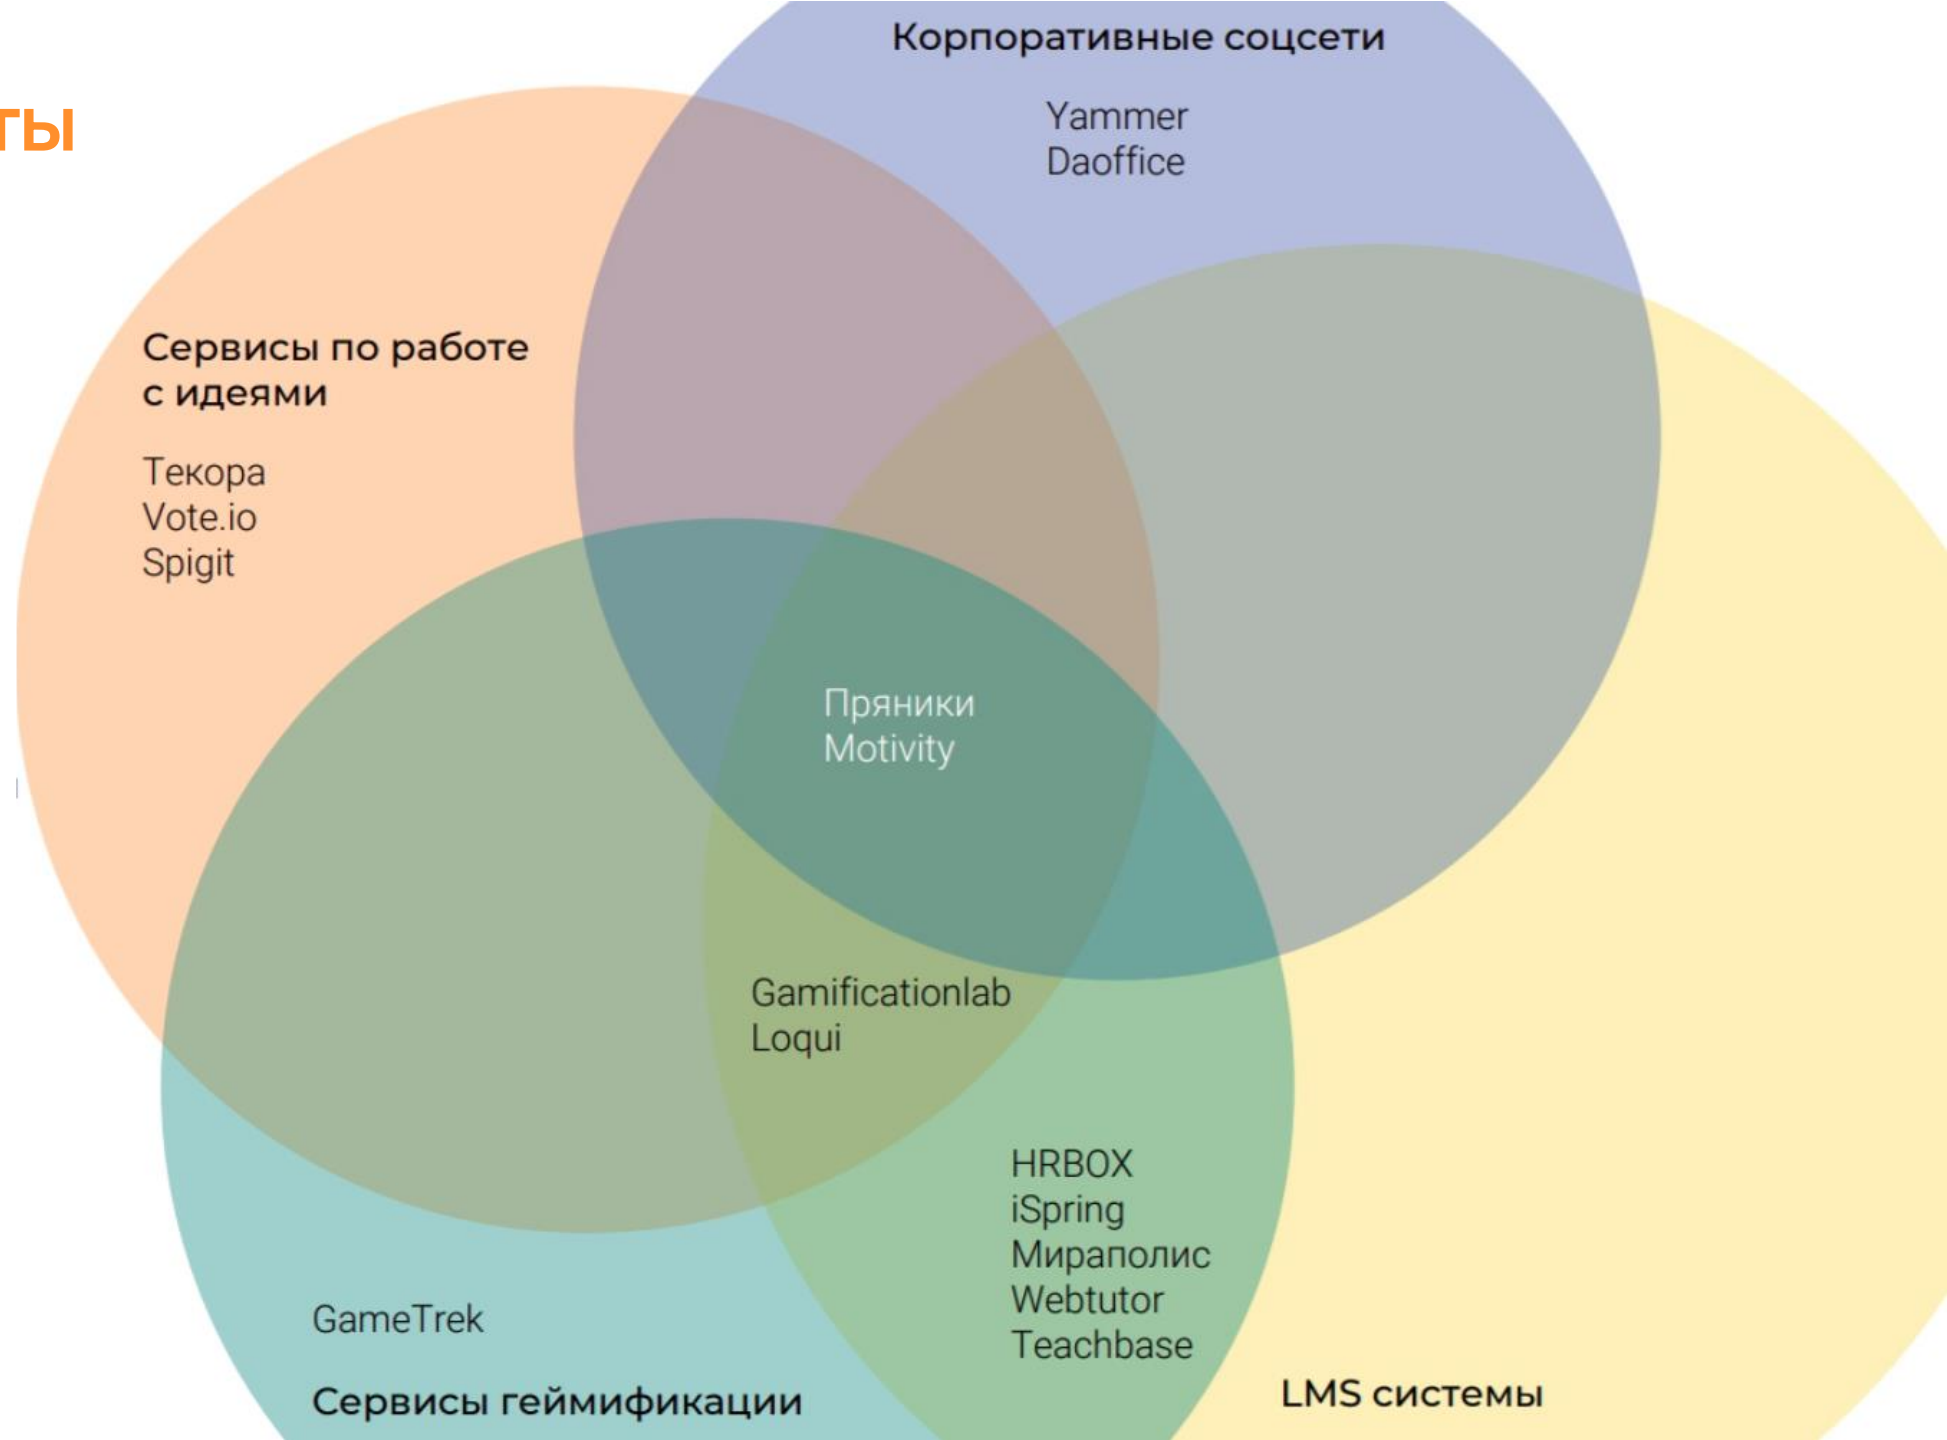 Корпоративные соцсети
Yammer
Daoffice
ты
Сервисы по работе
с идеями
Текора
Vote.io
Spigit
Пряники
Motivity
Gamificationlab
Loqui
HRBOX
iSpring
Мираполис
Webtutor
Teachbase
GameTrek
Сервисы геймификации
LMS системы